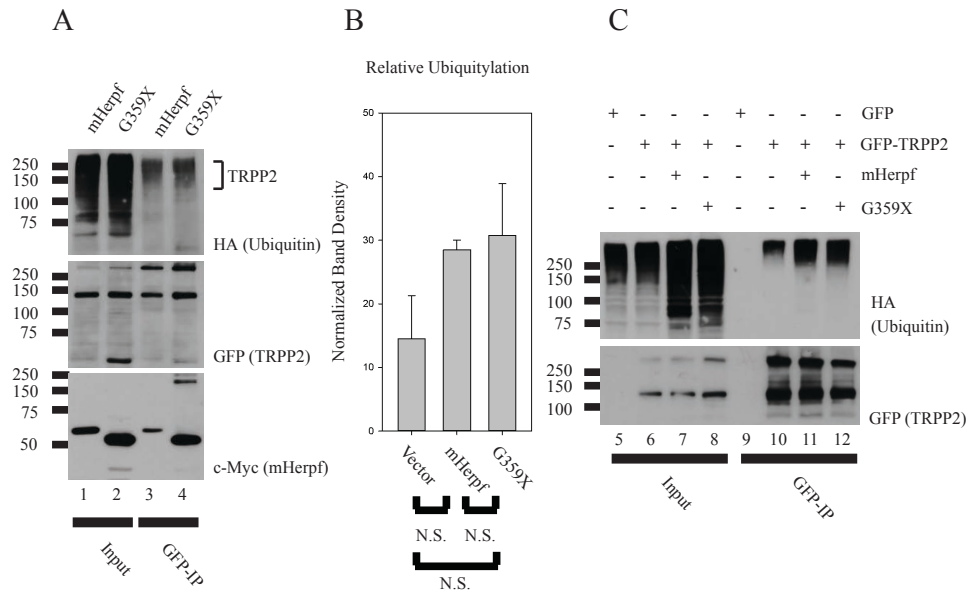 A
mHerpf G359X mHerpf G359X
250
150
100
75
TRPP2
HA (Ubiquitin)
250
150
100
75
GFP (TRPP2)
250
150
75
50
c-Myc (mHerpf)
1 2 3 4
Input GFP-IP
B
Relative Ubiquitylation
Normalized Band Density
50
40
30
20
10
0
Vector mHerpf G359X
N.S. N.S.
N.S.
C
+ - - - + - - - GFP
- + + + - + + + GFP-TRPP2
- - + - - - + - mHerpf
- - - + - - - + G359X
250
150
100
75
HA
(Ubiquitin)
250
150
100
GFP (TRPP2)
5 6 7 8 9 10 11 12
Input GFP-IP